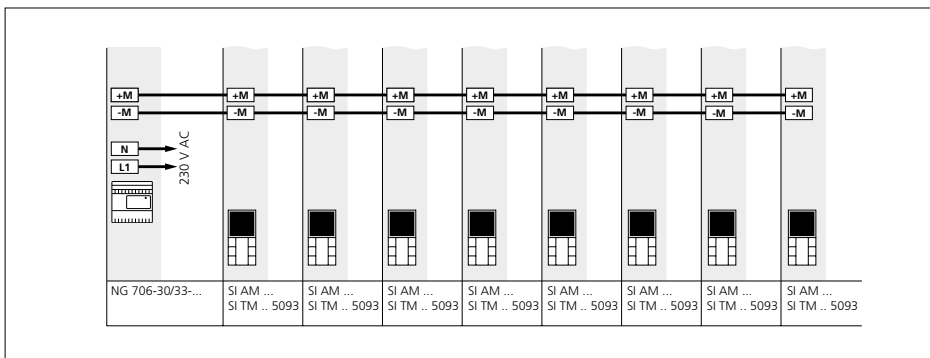 +M +M +M +M +M +M +M +M +M
-M -M -M -M -M -M -M -M -M
N
L1
230 V AC
NG 706-30/33-... SI AM ... SI AM ... SI AM ... SI AM ... SI AM ... SI AM ... SI AM ... SI AM ...
SI TM .. 5093 SI TM .. 5093 SI TM .. 5093 SI TM .. 5093 SI TM .. 5093 SI TM .. 5093 SI TM .. 5093 SI TM .. 5093